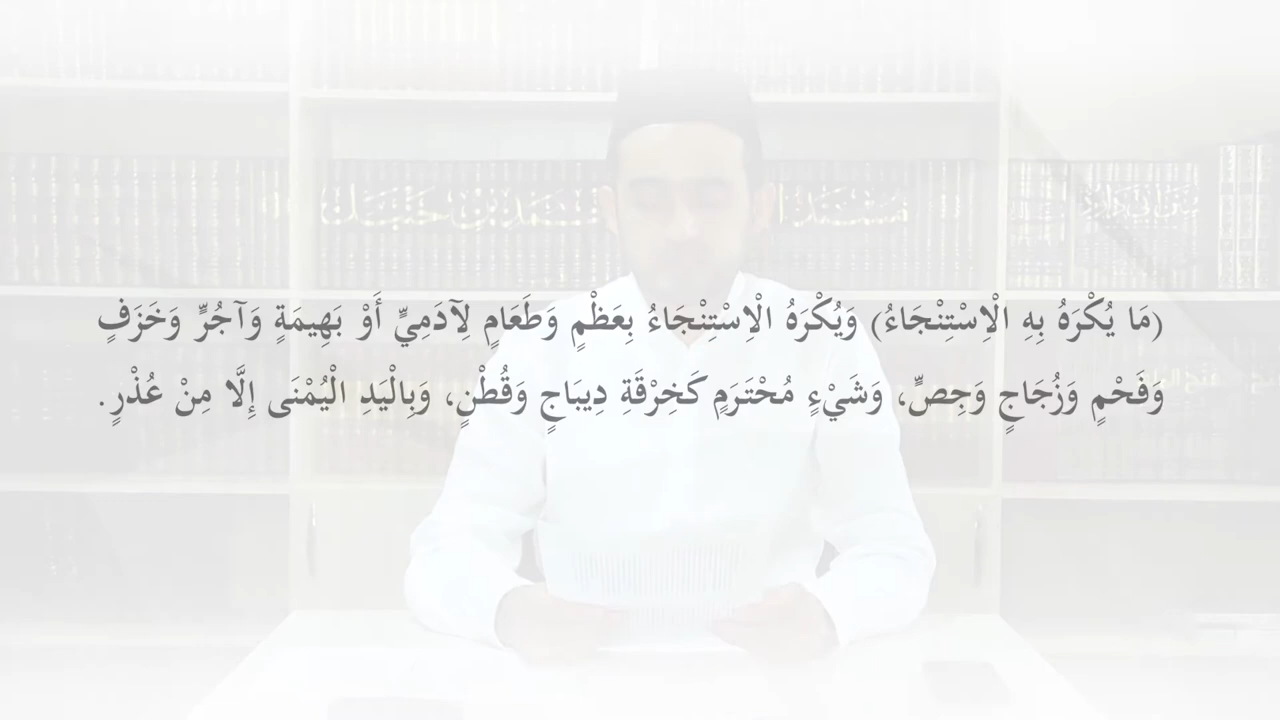 (مَا يُكْرَهُ بِهِ الْاِسْتِنْجَاءُ) وَيُكْرَهُ الْاِسْتِنْجَاءُ بِعَظْمٍ وَطَعَامٍ لِآدَمِيٍّ أَوْ بَهِيمَةٍ وَآجُرٍّ وَخَزَفٍ
وَفَحْمٍ وَزُجَاجٍ وَجِصٍّ، وَشَيْءٍ مُحْتَرَمٍ كَخِرْقَةِ دِيبَاجٍ وَقُطْنٍ، وَبِالْيَدِ الْيُمْنَى إِلَّا مِنْ عُذْرٍ.